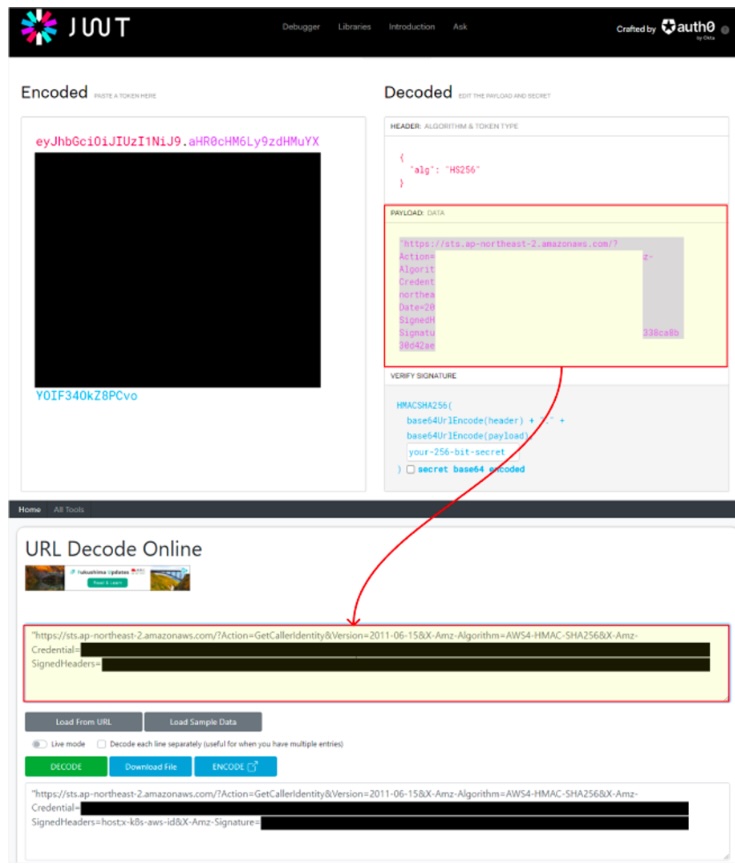 JWT
Debugger Libraries Introduction Ask
Crafted by auth0
by Okta
Encoded PASTE A TOKEN HERE
Decoded EDIT THE PAYLOAD AND SECRET
eyJhbGciOiJIUzI1NiJ9.aHR0cHM6Ly9zdHMuYX
YOIF34OkZ8PCvo
HEADER: ALGORITHM & TOKEN TYPE
{
"alg": "HS256"
}
PAYLOAD: DATA
"https://sts.ap-northeast-2.amazonaws.com/?
Action= z-
Algorit
Credent
northea
Date=20
SignedH
Signatu 338ca8b
30d42ae
VERIFY SIGNATURE
HMACSHA256(
base64UrlEncode(header) + "." +
base64UrlEncode(payload),
your-256-bit-secret
) secret base64 encoded
Home All Tools
URL Decode Online
Fukushima Updates
Read & Learn
"https://sts.ap-northeast-2.amazonaws.com/?Action=GetCallerIdentity&Version=2011-06-15&X-Amz-Algorithm=AWS4-HMAC-SHA256&X-Amz-
Credential=
SignedHeaders=
Load From URL Load Sample Data
Live mode Decode each line separately (useful for when you have multiple entries)
DECODE Download File ENCODE
"https://sts.ap-northeast-2.amazonaws.com/?Action=GetCallerIdentity&Version=2011-06-15&X-Amz-Algorithm=AWS4-HMAC-SHA256&X-Amz-
Credential=
SignedHeaders=host;x-k8s-aws-id&X-Amz-Signature=